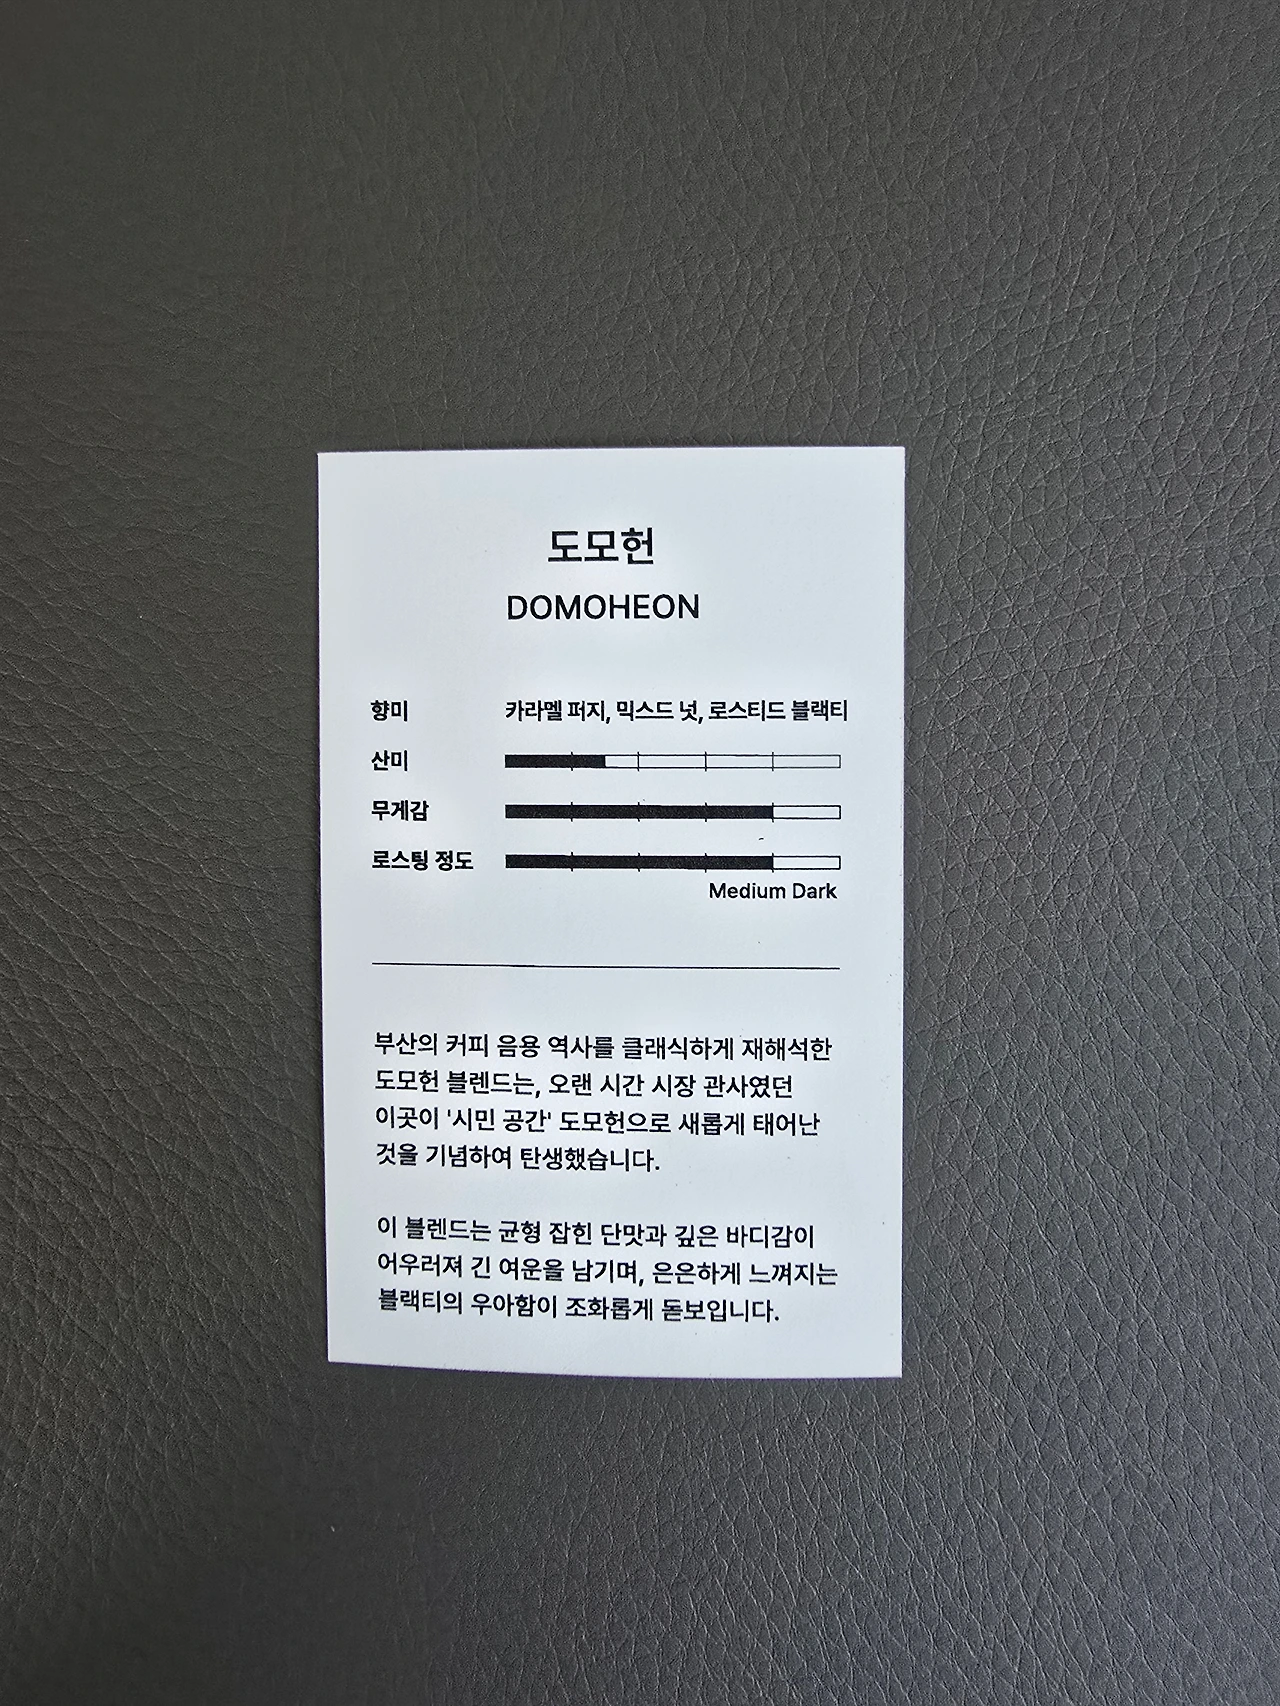 도모헌
DOMOHEON
향미 카라멜 퍼지, 믹스드 넛, 로스티드 블랙티
산미
무게감
로스팅 정도
Medium Dark
부산의 커피 음용 역사를 클래식하게 재해석한
도모헌 블렌드는, 오랜 시간 시장 관사였던
이곳이 '시민 공간' 도모헌으로 새롭게 태어난
것을 기념하여 탄생했습니다.
이 블렌드는 균형 잡힌 단맛과 깊은 바디감이
어우러져 긴 여운을 남기며, 은은하게 느껴지는
블랙티의 우아함이 조화롭게 돋보입니다.